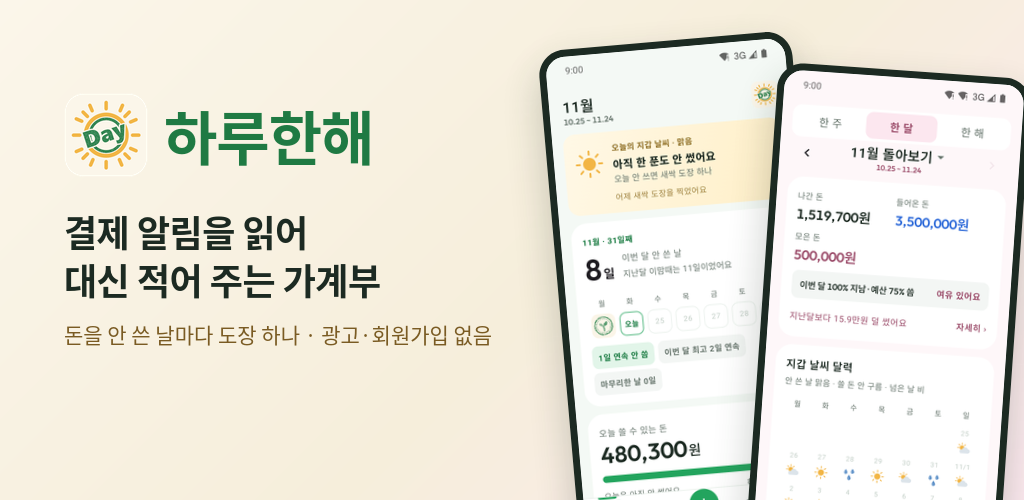 Day
하루한해
결제 알림을 읽어
대신 적어 주는 가계부
돈을 안 쓴 날마다 도장 하나 · 광고·회원가입 없음
9:00
3G
11월
10.25 ~ 11.24
Day
오늘의 지갑 날씨 · 맑음
아직 한 푼도 안 썼어요
오늘 안 쓰면 새싹 도장 하나
어제 새싹 도장을 찍었어요
11월 · 31일째
8일
이번 달 안 쓴 날
지난달 이맘때는 11일이었어요
월 화 수 목 금 토
오늘 25 26 27 28
1일 연속 안 씀
이번 달 최고 2일 연속
마무리한 날 0일
오늘 쓸 수 있는 돈
480,300원
9:00
3G
한 주 한 달 한 해
11월 돌아보기
10.25 ~ 11.24
나간 돈 들어온 돈
1,519,700원 3,500,000원
모은 돈
500,000원
이번 달 100% 지남 · 예산 75% 씀 여유 있어요
지난달보다 15.9만원 덜 썼어요 자세히 ›
지갑 날씨 달력
안 쓴 날 맑음 · 쓸 돈 안 구름 · 넘은 날 비
월 화 수 목 금 토 일
25
26 27 28 29 30 31 11/1
2 3 4